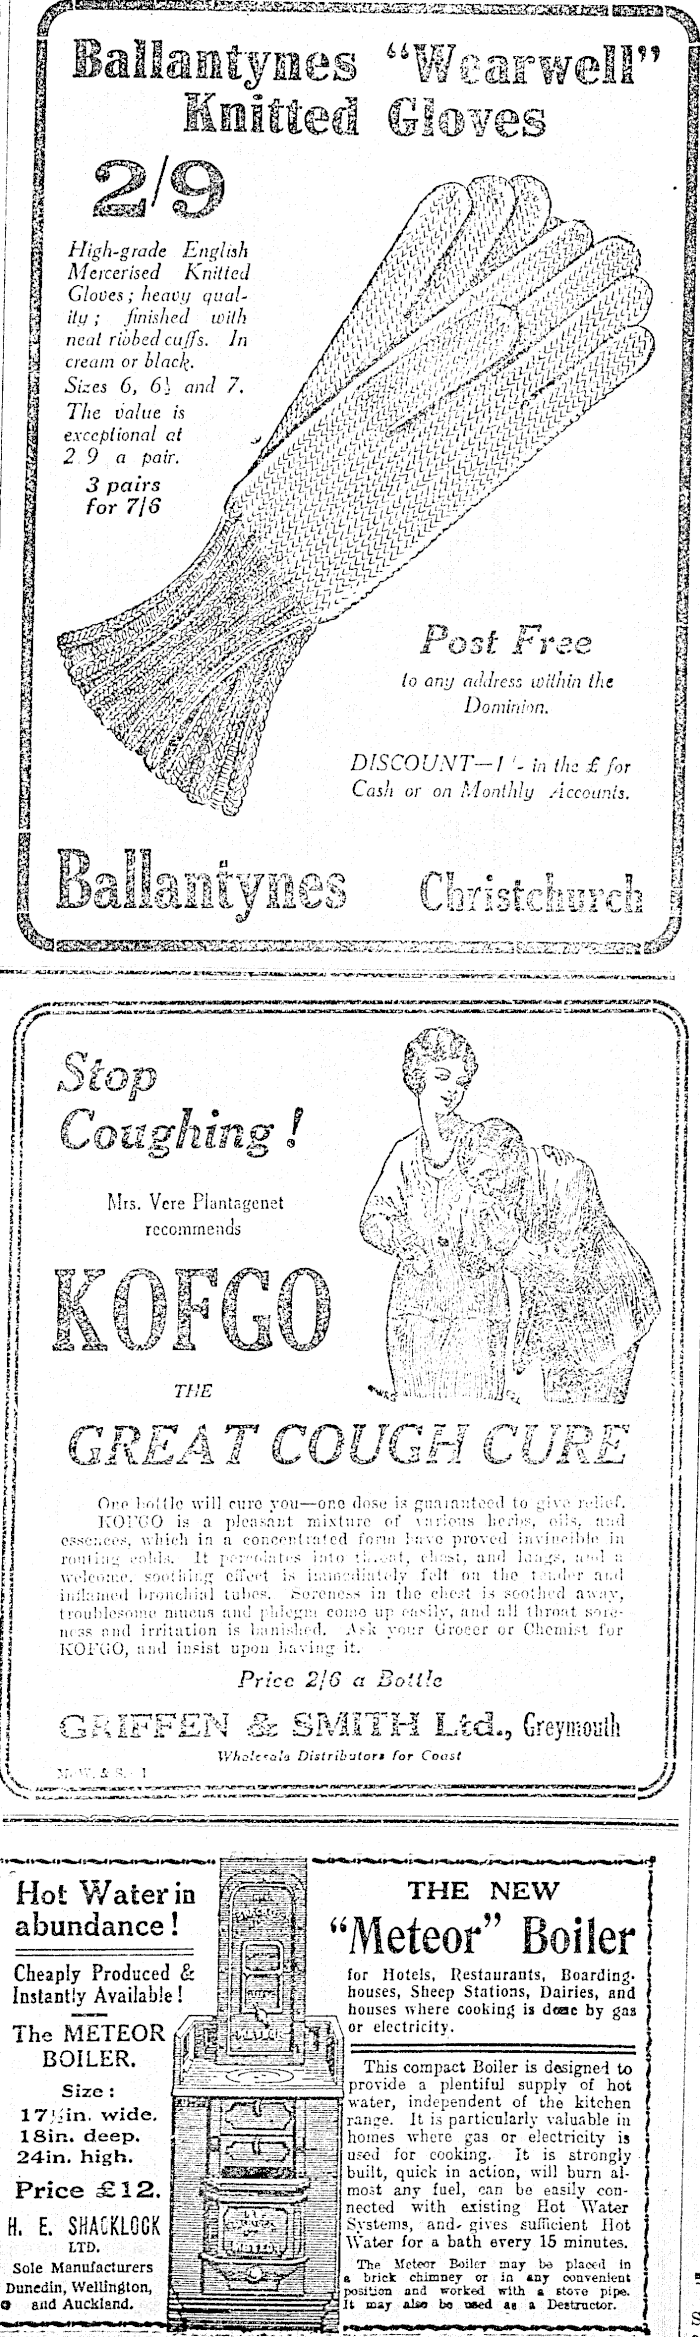 Ballantynes "Wearwell"
Knitted Gloves
2/9
High-grade English
Mercerised Knitted
Gloves; heavy qual-
ity; finished with
neat ribbed cuffs. In
cream or black.
Sizes 6, 6½ and 7.
The value is
exceptional at
2 9 a pair.
3 pairs
for 7/6
Post Free
to any address within the
Dominion.
DISCOUNT—1/- in the £ for
Cash or on Monthly Accounts.
Ballantynes Christchurch
Stop
Coughing!
Mrs. Vere Plantagenet
recommends
KOFGO
THE
GREAT COUGH CURE
One bottle will cure you—one dose is guaranteed to give relief.
KOFGO is a pleasant mixture of various herbs, oils, and
essences, which in a concentrated form have proved invincible in
routing colds. It percolates into throat, chest, and lungs, and a
welcome, soothing effect is immediately felt on the tender and
inflamed bronchial tubes. Soreness in the chest is soothed away,
troublesome mucus and phlegm come up easily, and all throat sore-
ness and irritation is banished. Ask your Grocer or Chemist for
KOFGO, and insist upon having it.
Price 2/6 a Bottle
GRIFFEN & SMITH Ltd., Greymouth
Wholesale Distributors for Coast
Hot Water in
abundance!
Cheaply Produced &
Instantly Available!
The METEOR
BOILER.
Size:
17½in. wide.
18in. deep.
24in. high.
Price £12.
H. E. SHACKLOCK
LTD.
Sole Manufacturers
Dunedin, Wellington,
and Auckland.
THE NEW
"Meteor" Boiler
for Hotels, Restaurants, Boarding-
houses, Sheep Stations, Dairies, and
houses where cooking is done by gas
or electricity.
This compact Boiler is designed to
provide a plentiful supply of hot
water, independent of the kitchen
range. It is particularly valuable in
homes where gas or electricity is
used for cooking. It is strongly
built, quick in action, will burn al-
most any fuel, can be easily con-
nected with existing Hot Water
Systems, and gives sufficient Hot
Water for a bath every 15 minutes.
The Meteor Boiler may be placed in
a brick chimney or in any convenient
position and worked with a stove pipe.
It may also be used as a Destructor.